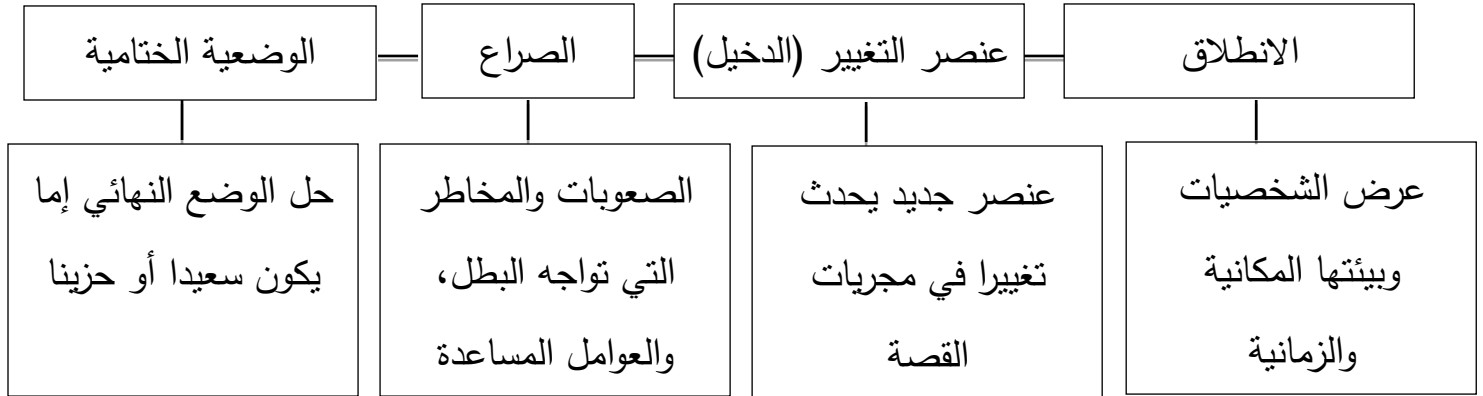 الانطلاق
عنصر التغيير (الدخيل)
الصراع
الوضعية الختامية
عرض الشخصيات
وبيئتها المكانية
والزمانية
عنصر جديد يحدث
تغييرا في مجريات
القصة
الصعوبات والمخاطر
التي تواجه البطل،
والعوامل المساعدة
حل الوضع النهائي إما
يكون سعيدا أو حزينا